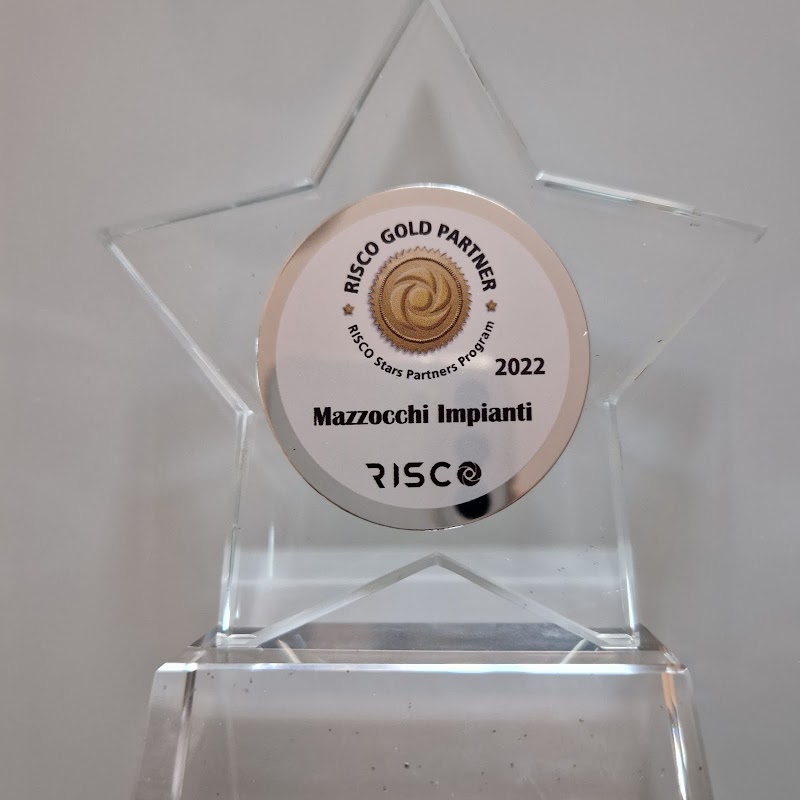 RISCO GOLD PARTNER
RISCO Stars Partners Program
2022
Mazzocchi Impianti
RISCO